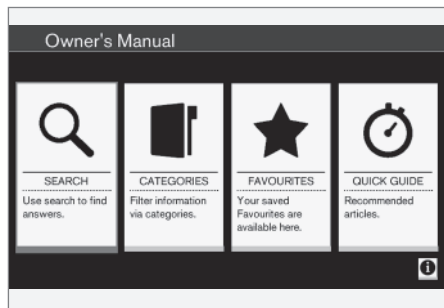 Owner's Manual
SEARCH
Use search to find
answers.
CATEGORIES
Filter information
via categories.
FAVOURITES
Your saved
Favourites are
available here.
QUICK GUIDE
Recommended
articles.
i